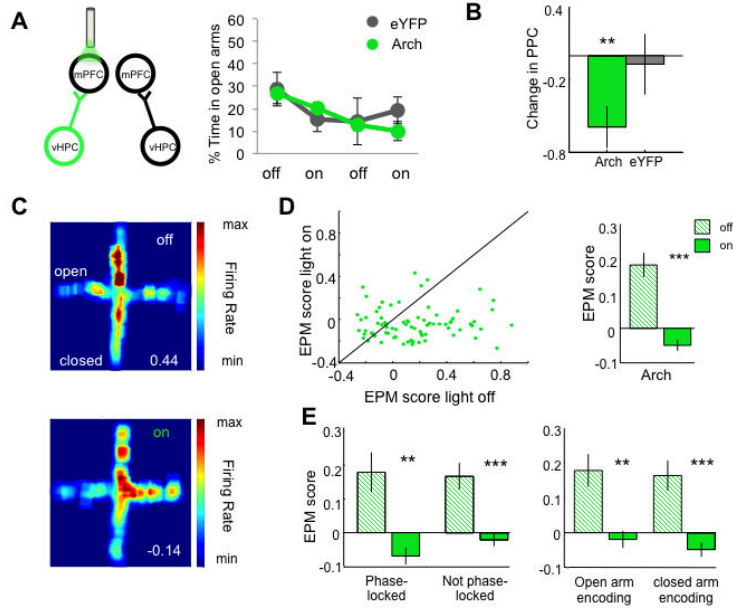 A
mPFC
mPFC
vHPC
vHPC
% Time in open arms
60
50
40
30
20
10
0
off
on
off
on
eYFP
Arch
B
Change in PPC
0.4
-0.2
-0.8
**
Arch eYFP
C
off
open
closed
0.44
max
Firing Rate
min
on
-0.14
max
Firing Rate
min
D
EPM score light on
0.8
0.4
0
-0.4
-0.4
0
0.4
0.8
EPM score light off
EPM score
0.3
0.2
0.1
0
-0.1
***
Arch
off
on
E
EPM score
0.3
0.2
0.1
0
-0.1
**
***
Phase-
locked
Not phase-
locked
0.3
0.2
0.1
0
-0.1
**
***
Open arm
encoding
closed arm
encoding